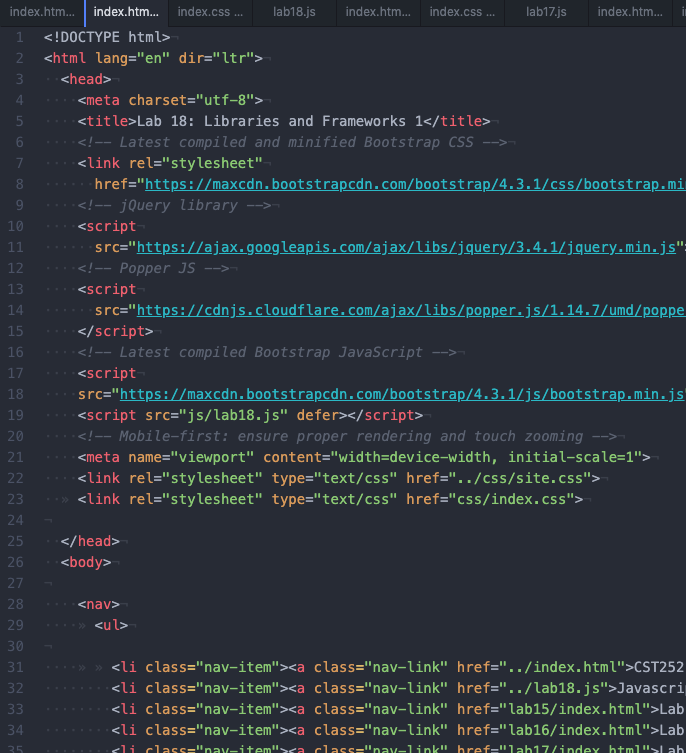 index.htm... index.htm... index.css ... lab18.js index.htm... index.css ... lab17.js index.htm... in
1 <!DOCTYPE html>
2 <html lang="en" dir="ltr">
3 <head>
4 <meta charset="utf-8">
5 <title>Lab 18: Libraries and Frameworks 1</title>
6 <!-- Latest compiled and minified Bootstrap CSS -->
7 <link rel="stylesheet"
8 href="https://maxcdn.bootstrapcdn.com/bootstrap/4.3.1/css/bootstrap.mi
9 <!-- jQuery library -->
10 <script
11 src="https://ajax.googleapis.com/ajax/libs/jquery/3.4.1/jquery.min.js"
12 <!-- Popper JS -->
13 <script
14 src="https://cdnjs.cloudflare.com/ajax/libs/popper.js/1.14.7/umd/poppe
15 </script>
16 <!-- Latest compiled Bootstrap JavaScript -->
17 <script
18 src="https://maxcdn.bootstrapcdn.com/bootstrap/4.3.1/js/bootstrap.min.js
19 <script src="js/lab18.js" defer></script>
20 <!-- Mobile-first: ensure proper rendering and touch zooming -->
21 <meta name="viewport" content="width=device-width, initial-scale=1">
22 <link rel="stylesheet" type="text/css" href="../css/site.css">
23 <link rel="stylesheet" type="text/css" href="css/index.css">
24
25 </head>
26 <body>
27
28 <nav>
29 <ul>
30
31 <li class="nav-item"><a class="nav-link" href="../index.html">CST252
32 <li class="nav-item"><a class="nav-link" href="../lab18.js">Javascrip
33 <li class="nav-item"><a class="nav-link" href="lab15/index.html">Lab
34 <li class="nav-item"><a class="nav-link" href="lab16/index.html">Lab
35 <li class="nav-item"><a class="nav-link" href="lab17/index.html">Lab